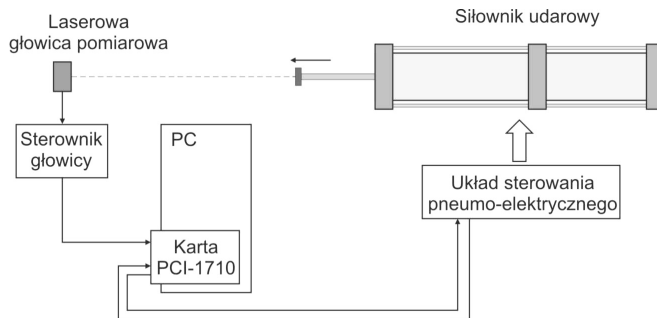 Laserowa
głowica pomiarowa
Siłownik udarowy
Sterownik
głowicy
PC
Układ sterowania
pneumo-elektrycznego
Karta
PCI-1710